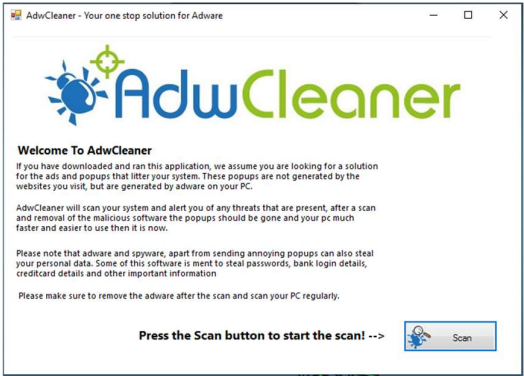 AdwCleaner - Your one stop solution for Adware
AdwCleaner
Welcome To AdwCleaner
If you have downloaded and ran this application, we assume you are looking for a solution
for the ads and popups that litter your system. These popups are not generated by the
websites you visit, but are generated by adware on your PC.
AdwCleaner will scan your system and alert you of any threats that are present, after a scan
and removal of the malicious software the popups should be gone and your pc much
faster and easier to use then it is now.
Please note that adware and spyware, apart from sending annoying popups can also steal
your personal data. Some of this software is ment to steal passwords, bank login details,
creditcard details and other important information
Please make sure to remove the adware after the scan and scan your PC regularly.
Press the Scan button to start the scan! -->
Scan